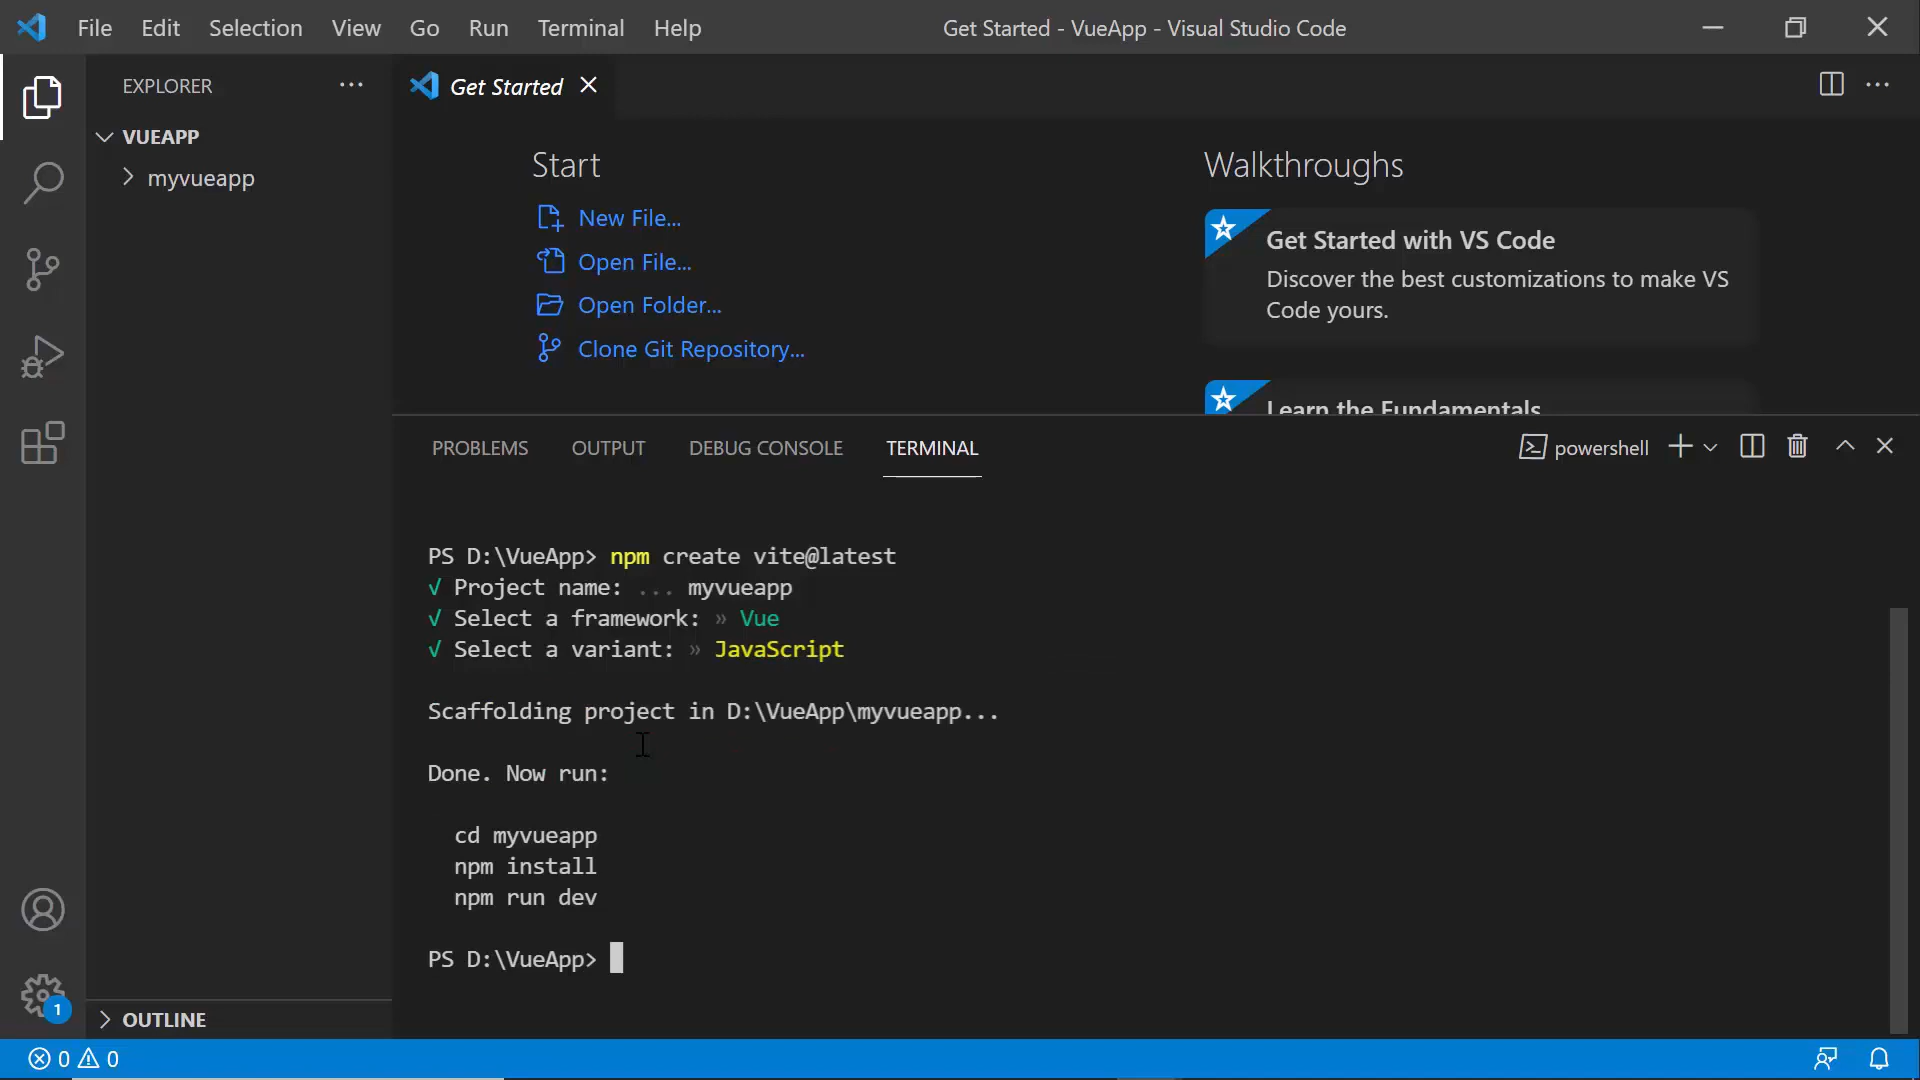 File Edit Selection View Go Run Terminal Help Get Started - VueApp - Visual Studio Code
EXPLORER
VUEAPP
myvueapp
OUTLINE
Get Started
Start
New File...
Open File...
Open Folder...
Clone Git Repository...
Walkthroughs
Get Started with VS Code
Discover the best customizations to make VS
Code yours.
Learn the Fundamentals
PROBLEMS OUTPUT DEBUG CONSOLE TERMINAL powershell
PS D:\VueApp> npm create vite@latest
√ Project name: ... myvueapp
√ Select a framework: » Vue
√ Select a variant: » JavaScript
Scaffolding project in D:\VueApp\myvueapp...
Done. Now run:
cd myvueapp
npm install
npm run dev
PS D:\VueApp>
1
0 0